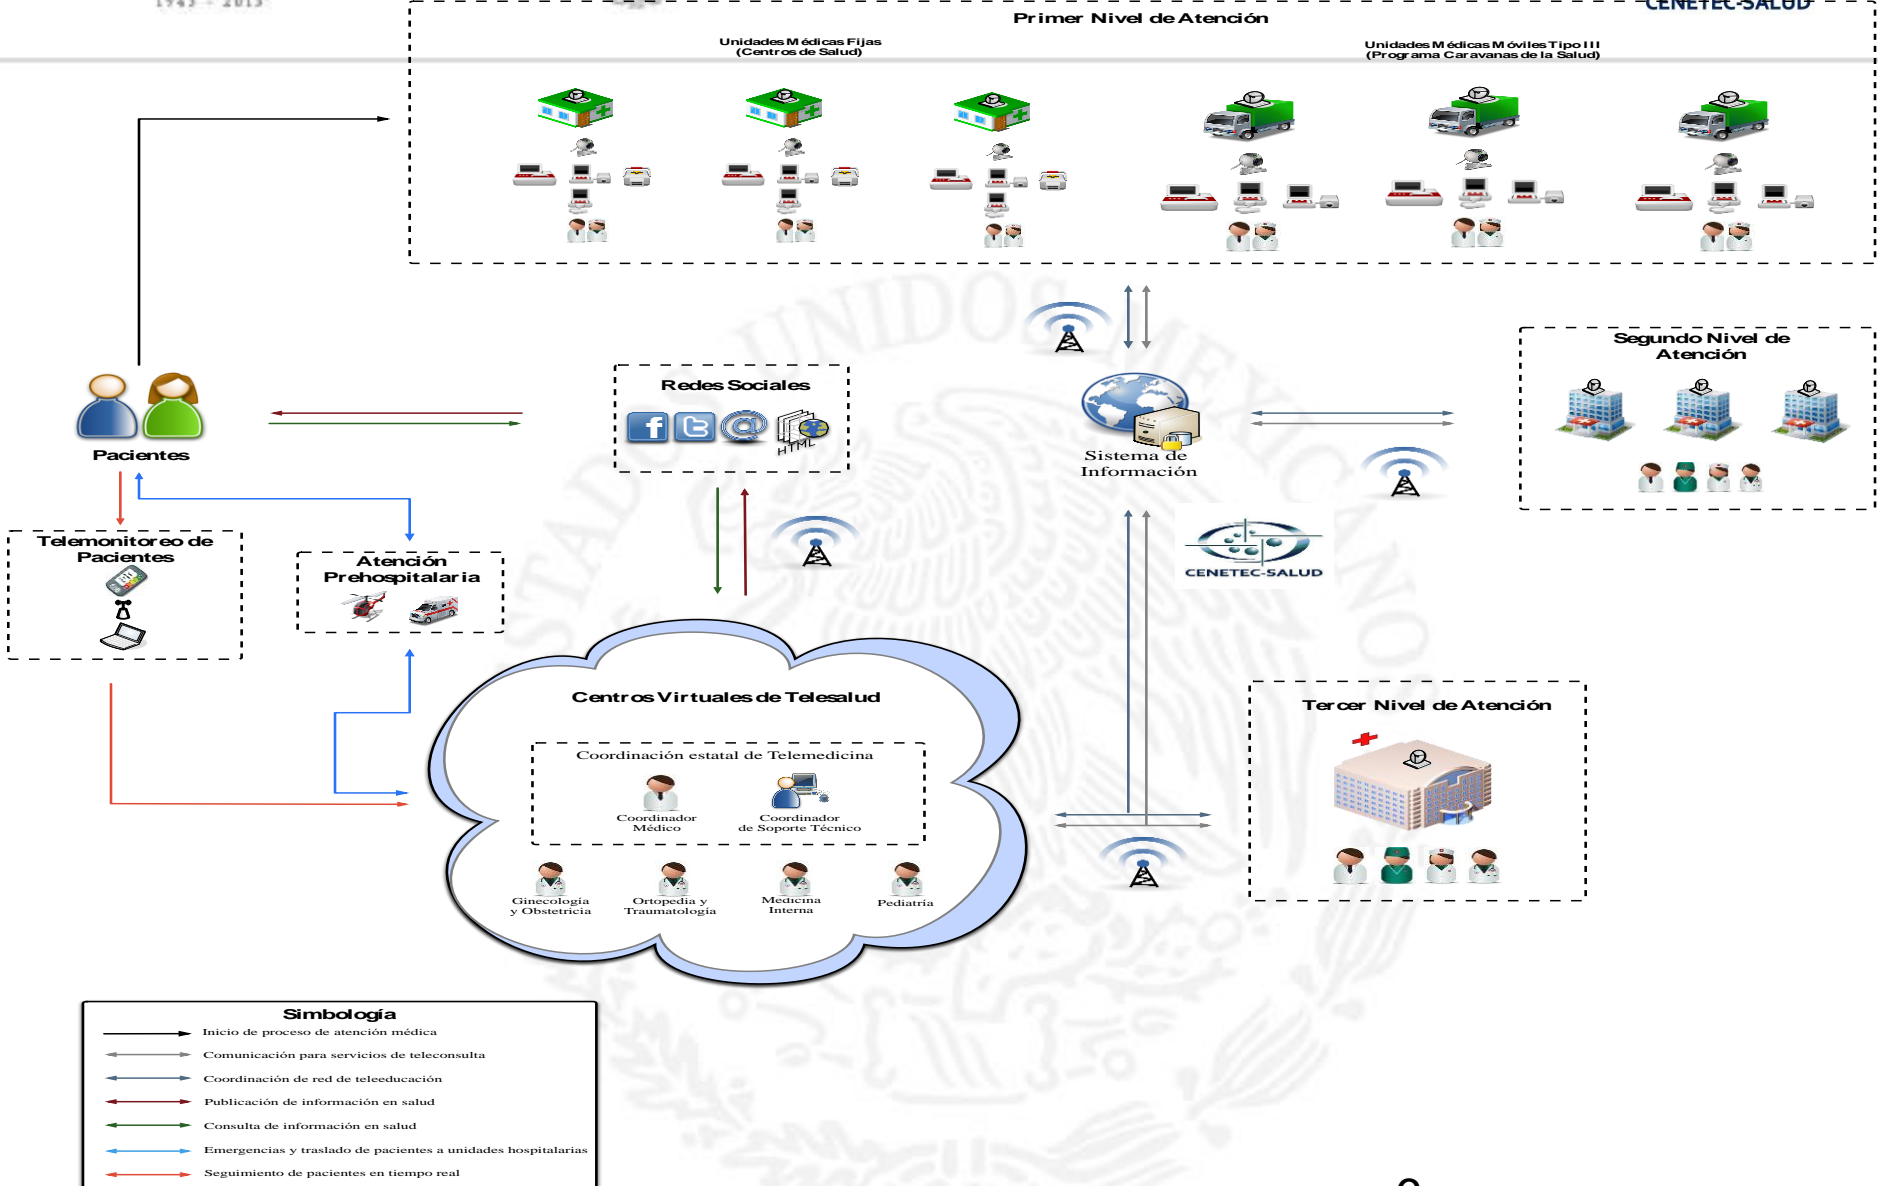 1943 - 2013
CENETEC-SALUD
Primer Nivel de Atención
Unidades Médicas Fijas
(Centros de Salud)
Unidades Médicas Móviles Tipo III
(Programa Caravanas de la Salud)
ESTADOS UNIDOS MEXICANOS
Segundo Nivel de
Atención
Redes Sociales
f
t
@
HTML
Pacientes
Sistema de
Información
Telemonitoreo de
Pacientes
Atención
Prehospitalaria
CENETEC-SALUD
Centros Virtuales de Telesalud
Coordinación estatal de Telemedicina
Coordinador
Médico
Coordinador
de Soporte Técnico
Ginecología
y Obstetricia
Ortopedia y
Traumatología
Medicina
Interna
Pediatría
Tercer Nivel de Atención
Simbología
Inicio de proceso de atención médica
Comunicación para servicios de teleconsulta
Coordinación de red de teleeducación
Publicación de información en salud
Consulta de información en salud
Emergencias y traslado de pacientes a unidades hospitalarias
Seguimiento de pacientes en tiempo real